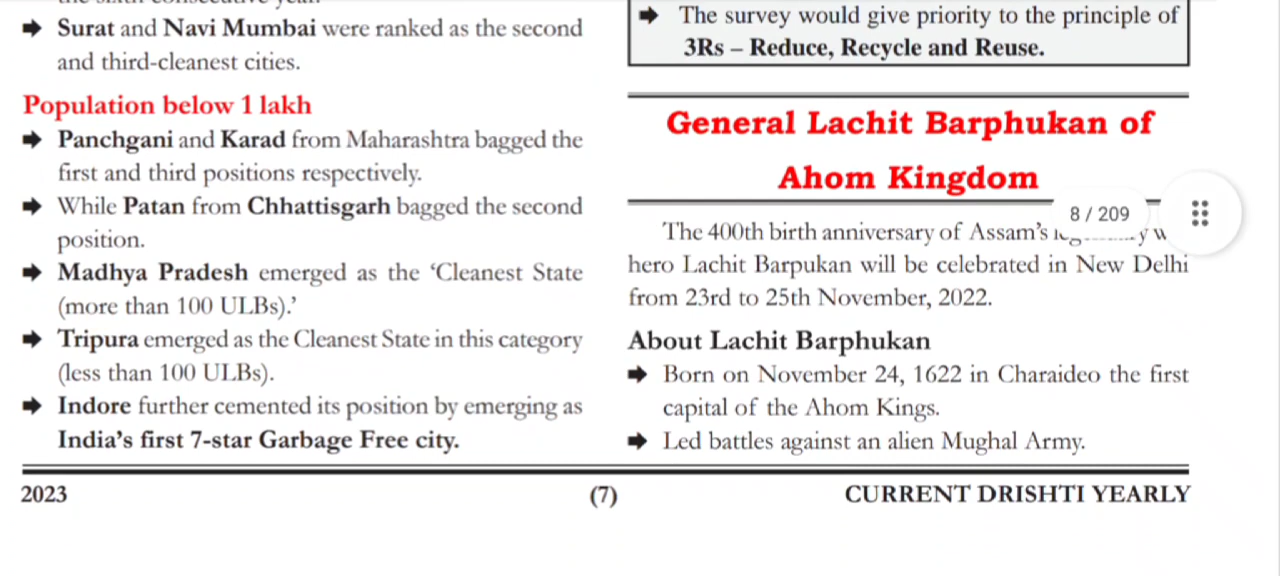 Surat and Navi Mumbai were ranked as the second
and third-cleanest cities.
Population below 1 lakh
Panchgani and Karad from Maharashtra bagged the
first and third positions respectively.
While Patan from Chhattisgarh bagged the second
position.
Madhya Pradesh emerged as the ‘Cleanest State
(more than 100 ULBs).’
Tripura emerged as the Cleanest State in this category
(less than 100 ULBs).
Indore further cemented its position by emerging as
India’s first 7-star Garbage Free city.
The survey would give priority to the principle of
3Rs – Reduce, Recycle and Reuse.
General Lachit Barphukan of
Ahom Kingdom
8 / 209
The 400th birth anniversary of Assam’s
hero Lachit Barpukan will be celebrated in New Delhi
from 23rd to 25th November, 2022.
About Lachit Barphukan
Born on November 24, 1622 in Charaideo the first
capital of the Ahom Kings.
Led battles against an alien Mughal Army.
2023
(7)
CURRENT DRISHTI YEARLY